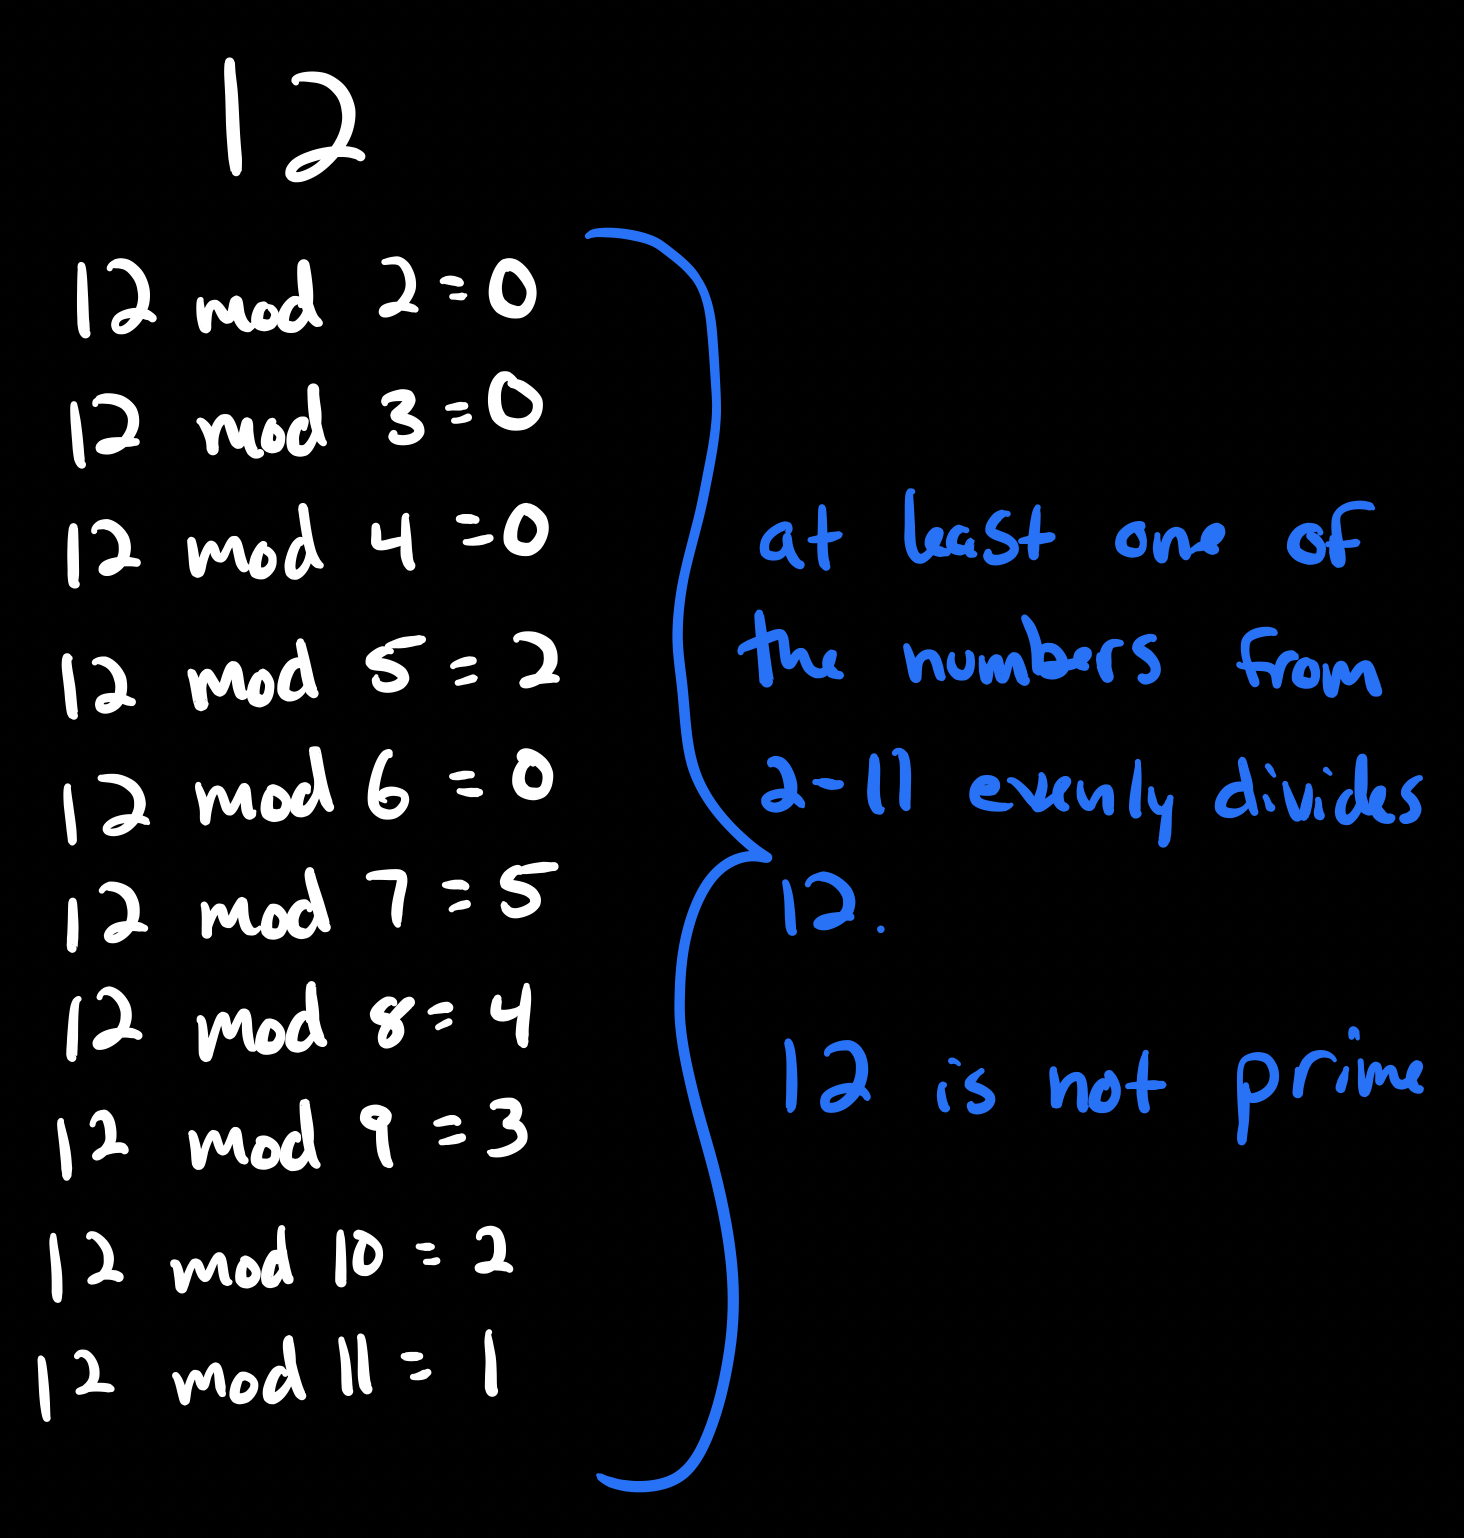 12
12 mod 2 = 0
12 mod 3 = 0
12 mod 4 = 0
12 mod 5 = 2
12 mod 6 = 0
12 mod 7 = 5
12 mod 8 = 4
12 mod 9 = 3
12 mod 10 = 2
12 mod 11 = 1
at least one of
the numbers from
2-11 evenly divides
12.
12 is not prime